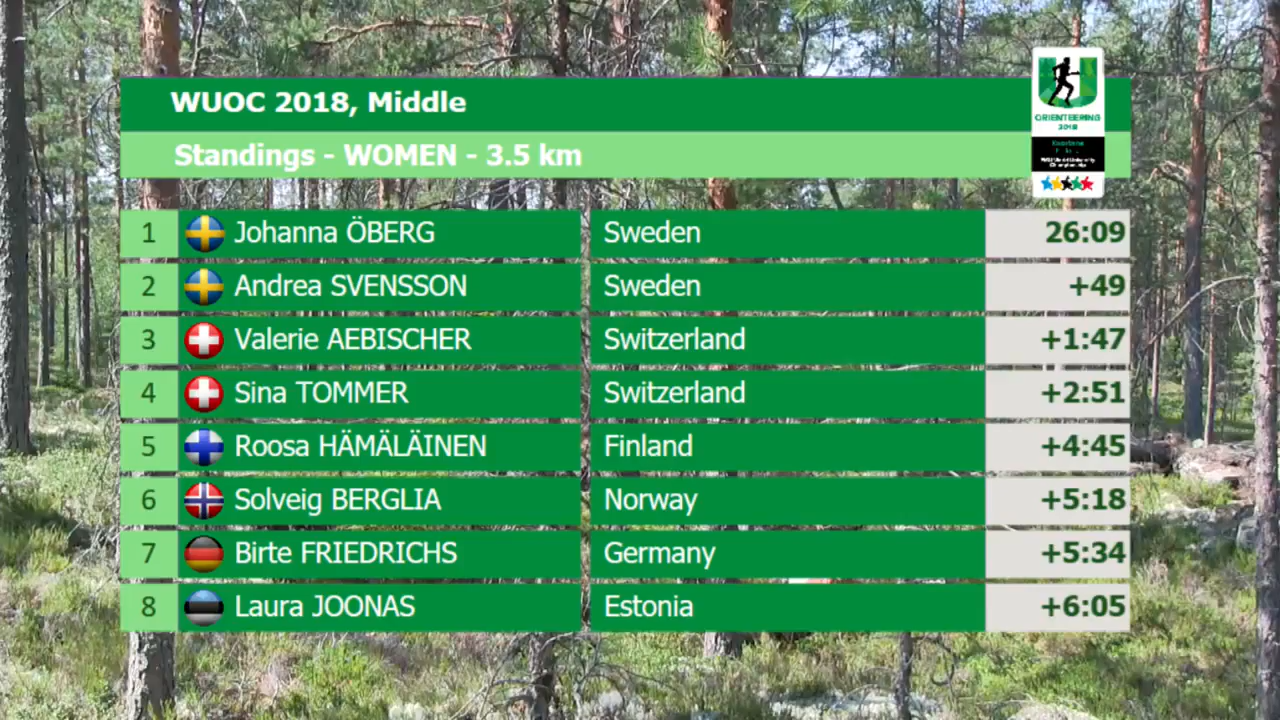 WUOC 2018, Middle
Standings - WOMEN - 3.5 km
ORIENTEERING
2018
1 Johanna ÖBERG Sweden 26:09
2 Andrea SVENSSON Sweden +49
3 Valerie AEBISCHER Switzerland +1:47
4 Sina TOMMER Switzerland +2:51
5 Roosa HÄMÄLÄINEN Finland +4:45
6 Solveig BERGLIA Norway +5:18
7 Birte FRIEDRICHS Germany +5:34
8 Laura JOONAS Estonia +6:05